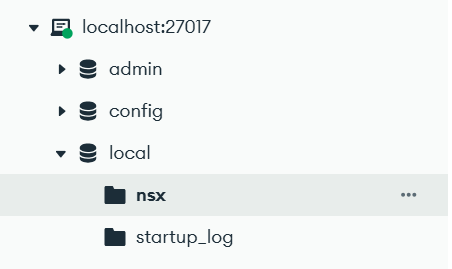 localhost:27017
admin
config
local
nsx
startup_log